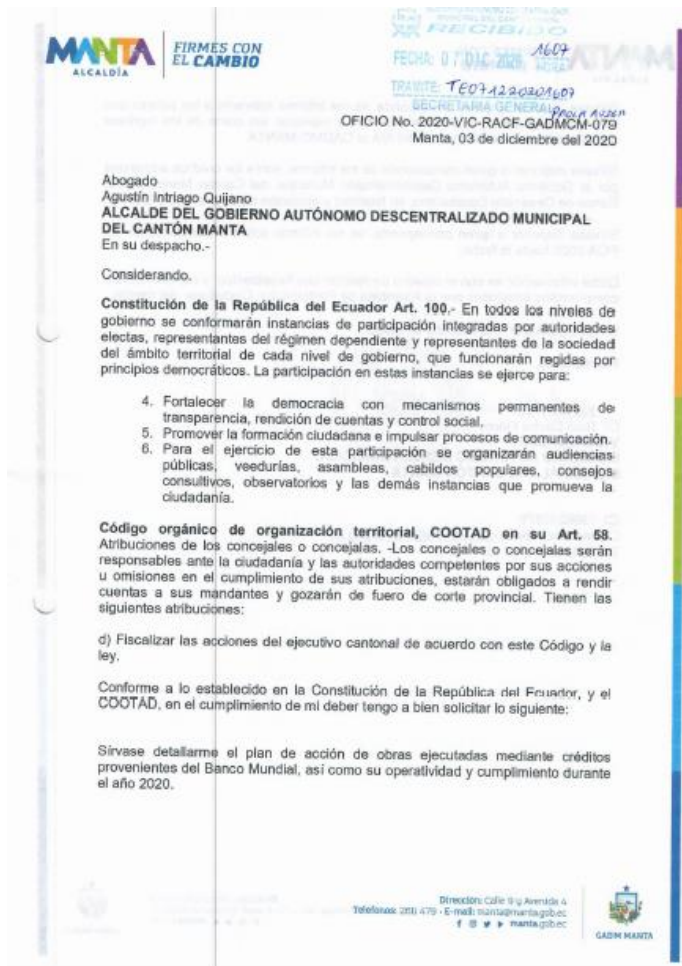 MANTA
ALCALDÍA
FIRMES CON
EL CAMBIO
RECIBIDO
1607
FECHA: 07 DIC 2020
TRAMITE: TE071220201607
SECRETARIA GENERAL
OFICIO No. 2020-VIC-RACF-GADMCM-079
Manta, 03 de diciembre del 2020
Abogado
Agustín Intriago Quijano
ALCALDE DEL GOBIERNO AUTÓNOMO DESCENTRALIZADO MUNICIPAL
DEL CANTÓN MANTA
En su despacho.-
Considerando.
Constitución de la República del Ecuador Art. 100.- En todos los niveles de
gobierno se conformarán instancias de participación integradas por autoridades
electas, representantes del régimen dependiente y representantes de la sociedad
del ámbito territorial de cada nivel de gobierno, que funcionarán regidas por
principios democráticos. La participación en estas instancias se ejerce para:
4. Fortalecer la democracia con mecanismos permanentes de
transparencia, rendición de cuentas y control social.
5. Promover la formación ciudadana e impulsar procesos de comunicación.
6. Para el ejercicio de esta participación se organizarán audiencias
públicas, veedurías, asambleas, cabildos populares, consejos
consultivos, observatorios y las demás instancias que promueva la
ciudadanía.
Código orgánico de organización territorial, COOTAD en su Art. 58.
Atribuciones de los concejales o concejalas. -Los concejales o concejalas serán
responsables ante la ciudadanía y las autoridades competentes por sus acciones
u omisiones en el cumplimiento de sus atribuciones, estarán obligados a rendir
cuentas a sus mandantes y gozarán de fuero de corte provincial. Tienen las
siguientes atribuciones:
d) Fiscalizar las acciones del ejecutivo cantonal de acuerdo con este Código y la
ley.
Conforme a lo establecido en la Constitución de la República del Ecuador, y el
COOTAD, en el cumplimiento de mi deber tengo a bien solicitar lo siguiente:
Sírvase detallarme el plan de acción de obras ejecutadas mediante créditos
provenientes del Banco Mundial, así como su operatividad y cumplimiento durante
el año 2020.
Dirección: Calle 9 y Avenida 4
Teléfonos: 2611 479 - E-mail: manta@manta.gob.ec
manta.gob.ec
GADM MANTA